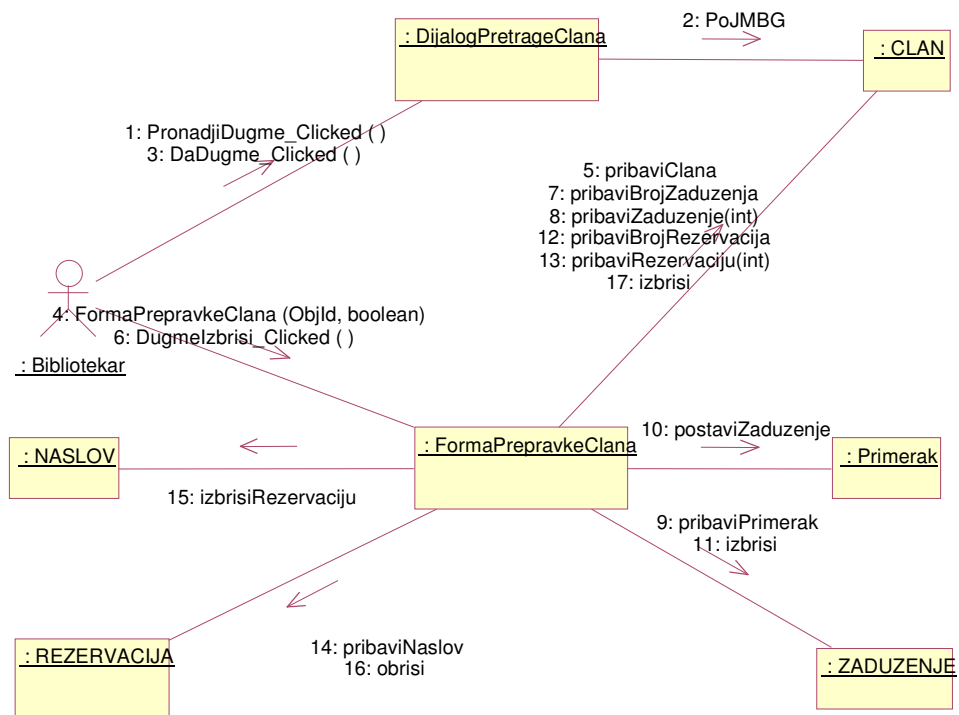 2: PoJMBG
: DijalogPretrageClana
: CLAN
1: PronadjiDugme_Clicked ( )
3: DaDugme_Clicked ( )
5: pribaviClana
7: pribaviBrojZaduzenja
8: pribaviZaduzenje(int)
12: pribaviBrojRezervacija
13: pribaviRezervaciju(int)
17: izbrisi
4: FormaPrepravkeClana (ObjId, boolean)
6: DugmeIzbrisi_Clicked ( )
: Bibliotekar
10: postaviZaduzenje
: NASLOV
: FormaPrepravkeClana
: Primerak
15: izbrisiRezervaciju
9: pribaviPrimerak
11: izbrisi
14: pribaviNaslov
16: obrisi
: REZERVACIJA
: ZADUZENJE